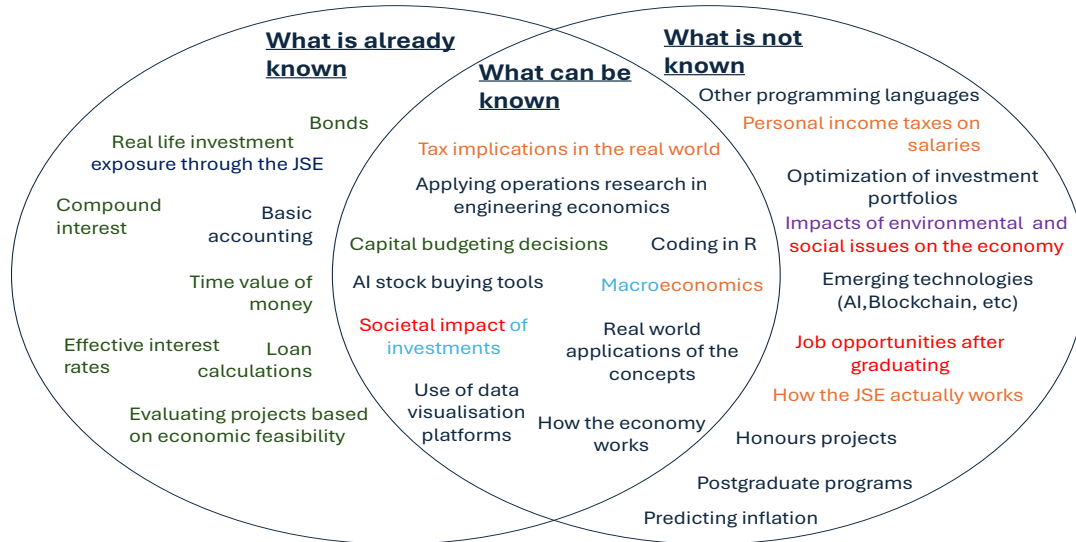 What is already
known
Bonds
Real life investment
exposure through the JSE
Compound
interest
Basic
accounting
Time value of
money
Effective interest
rates
Loan
calculations
Evaluating projects based
on economic feasibility
What can be
known
Tax implications in the real world
Applying operations research in
engineering economics
Capital budgeting decisions
Coding in R
AI stock buying tools
Macroeconomics
Societal impact of
investments
Real world
applications of the
concepts
Use of data
visualisation
platforms
How the economy
works
What is not
known
Other programming languages
Personal income taxes on
salaries
Optimization of investment
portfolios
Impacts of environmental and
social issues on the economy
Emerging technologies
(AI,Blockchain, etc)
Job opportunities after
graduating
How the JSE actually works
Honours projects
Postgraduate programs
Predicting inflation